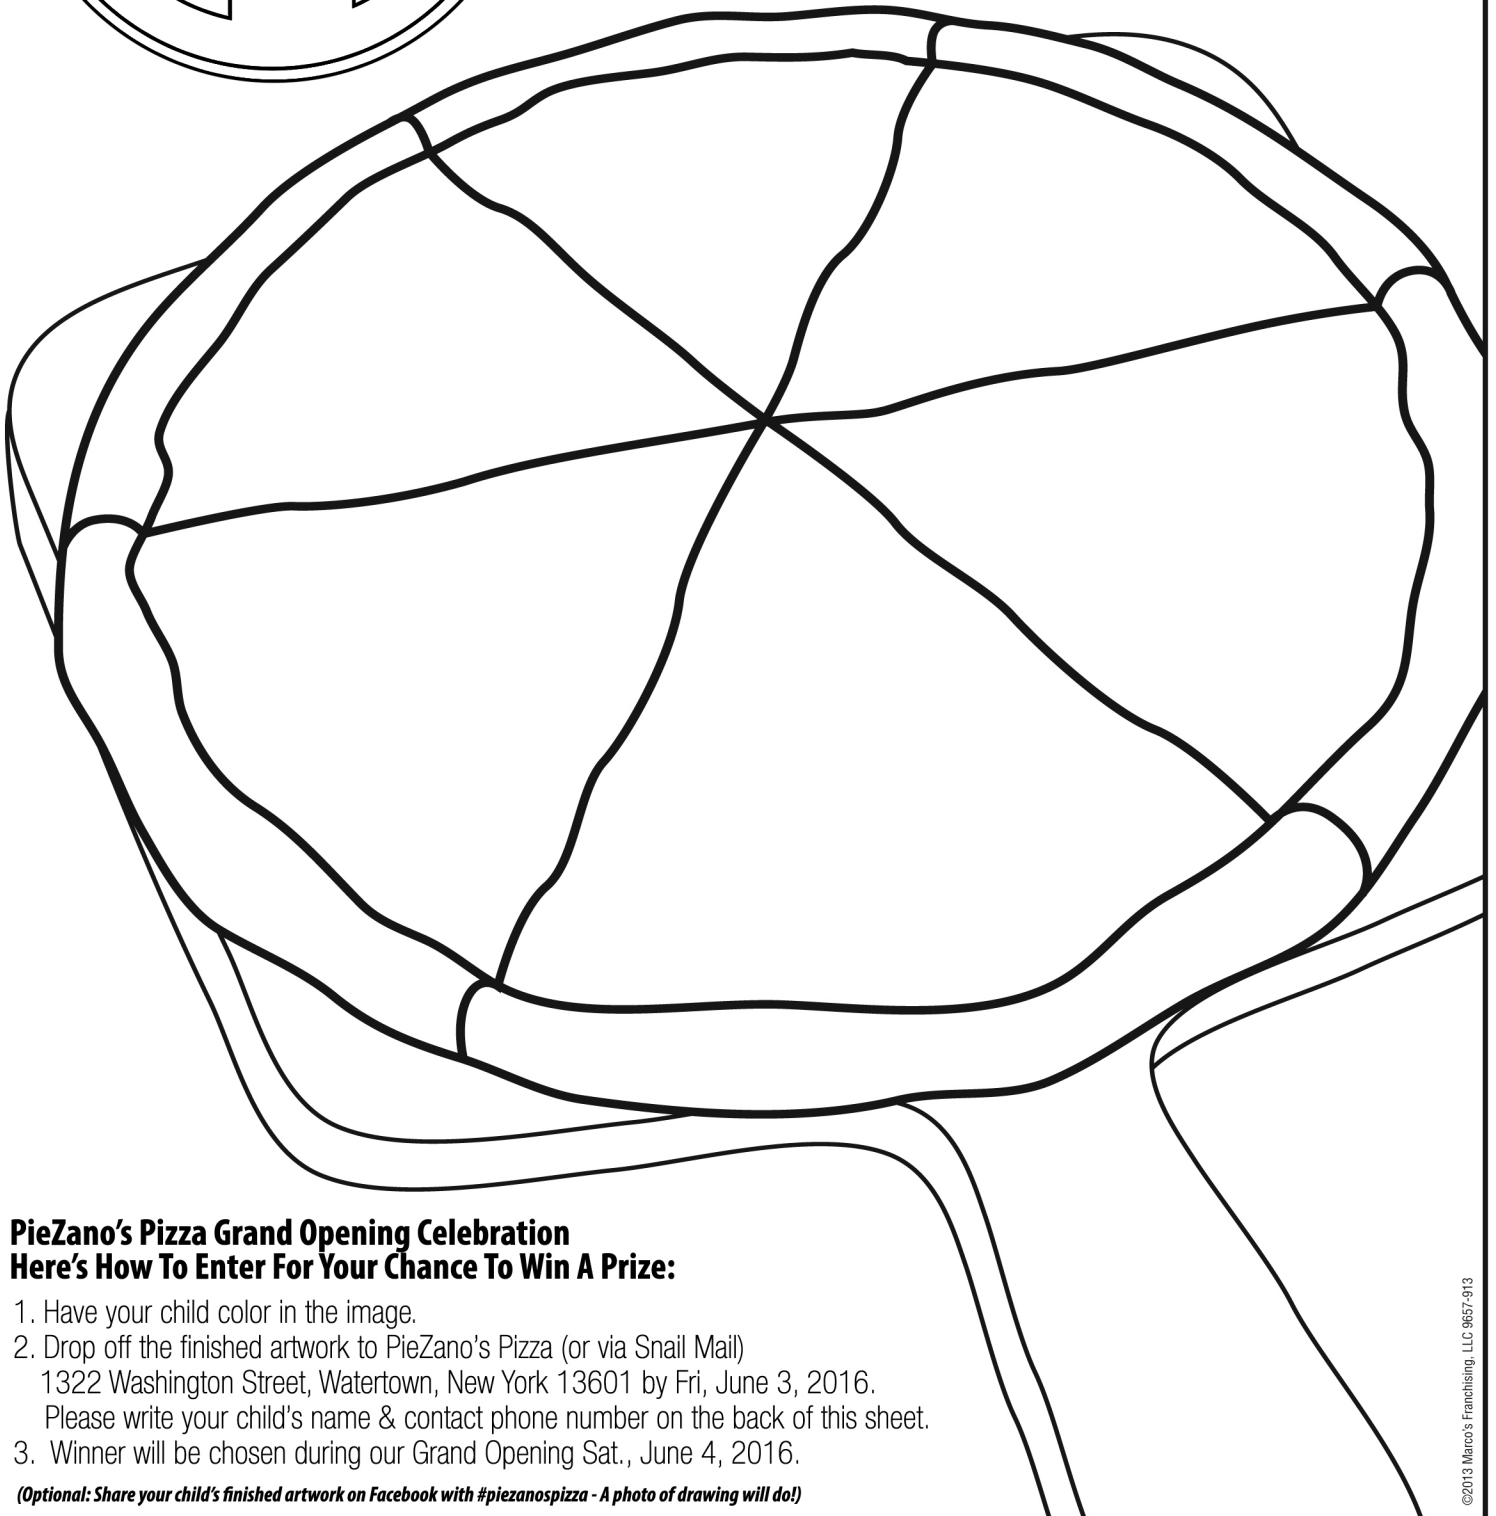 PieZano's Pizza Grand Opening Celebration
Here's How To Enter For Your Chance To Win A Prize:
1. Have your child color in the image.
2. Drop off the finished artwork to PieZano's Pizza (or via Snail Mail)
1322 Washington Street, Watertown, New York 13601 by Fri, June 3, 2016.
Please write your child's name & contact phone number on the back of this sheet.
3. Winner will be chosen during our Grand Opening Sat., June 4, 2016.
(Optional: Share your child's finished artwork on Facebook with #piezanospizza - A photo of drawing will do!)
©2013 Marco's Franchising, LLC 9657-913